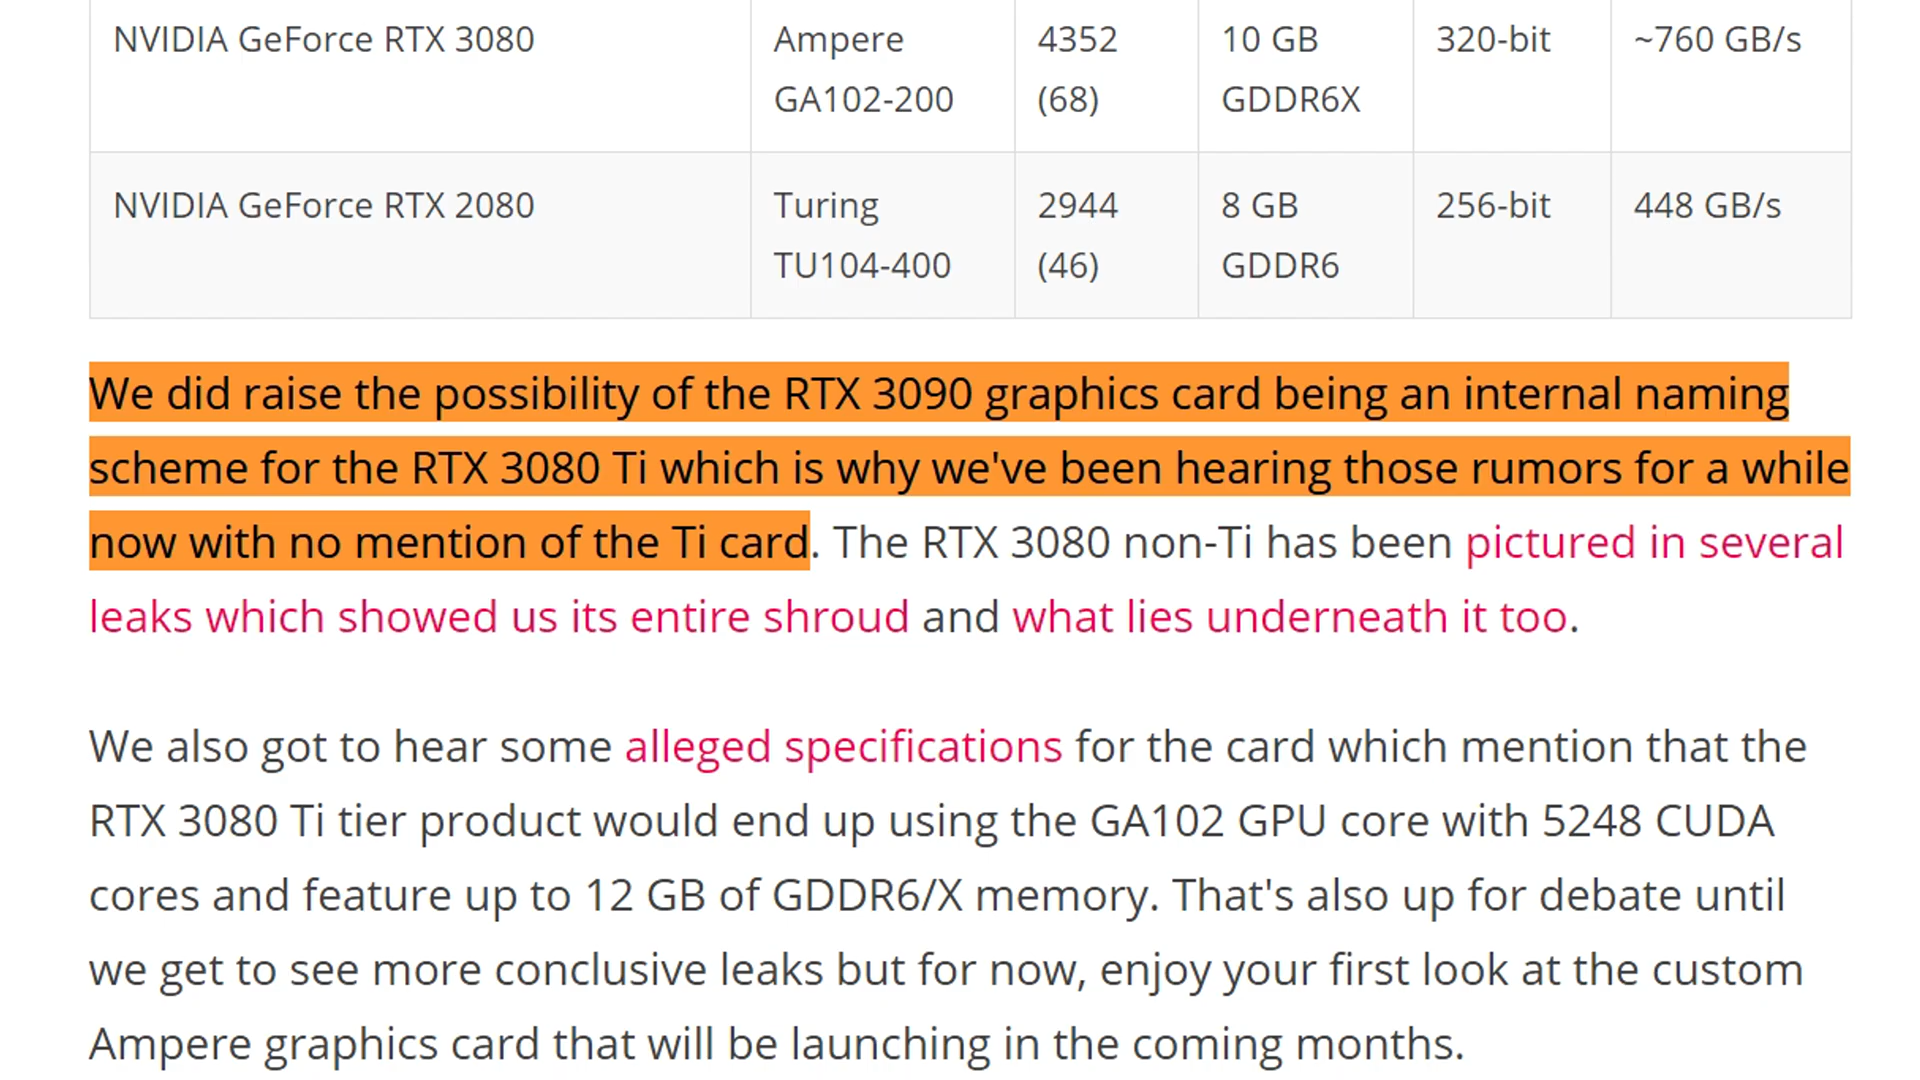 NVIDIA GeForce RTX 3080 Ampere 4352 10 GB 320-bit ~760 GB/s
GA102-200 (68) GDDR6X
NVIDIA GeForce RTX 2080 Turing 2944 8 GB 256-bit 448 GB/s
TU104-400 (46) GDDR6
We did raise the possibility of the RTX 3090 graphics card being an internal naming
scheme for the RTX 3080 Ti which is why we've been hearing those rumors for a while
now with no mention of the Ti card. The RTX 3080 non-Ti has been pictured in several
leaks which showed us its entire shroud and what lies underneath it too.
We also got to hear some alleged specifications for the card which mention that the
RTX 3080 Ti tier product would end up using the GA102 GPU core with 5248 CUDA
cores and feature up to 12 GB of GDDR6/X memory. That's also up for debate until
we get to see more conclusive leaks but for now, enjoy your first look at the custom
Ampere graphics card that will be launching in the coming months.